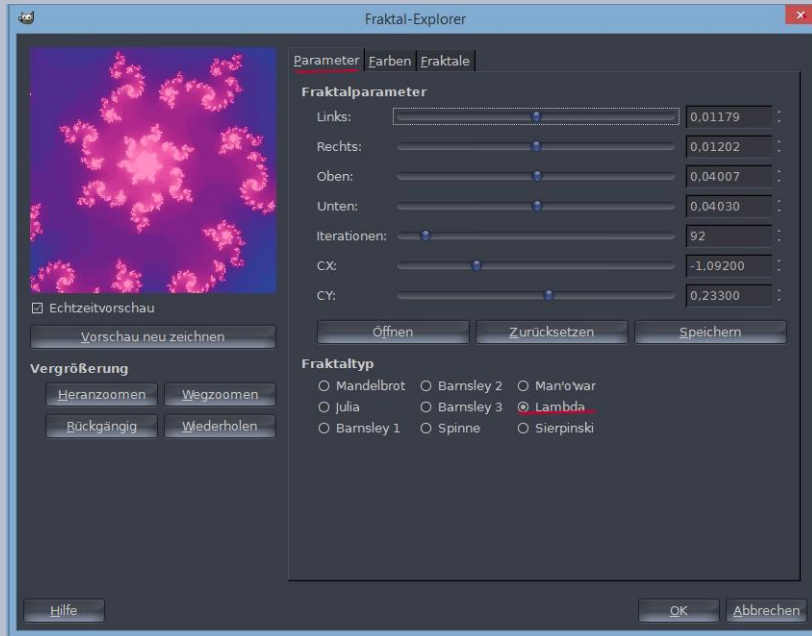 Fraktal-Explorer
Parameter Farben Fraktale
Fraktalparameter
Links: 0,01179
Rechts: 0,01202
Oben: 0,04007
Unten: 0,04030
Iterationen: 92
CX: -1,09200
CY: 0,23300
Öffnen Zurücksetzen Speichern
Echtzeitvorschau
Vorschau neu zeichnen
Vergrößerung
Heranzoomen Wegzoomen
Rückgängig Wiederholen
Fraktaltyp
Mandelbrot Barnsley 2 Man'o'war
Julia Barnsley 3 Lambda
Barnsley 1 Spinne Sierpinski
Hilfe OK Abbrechen